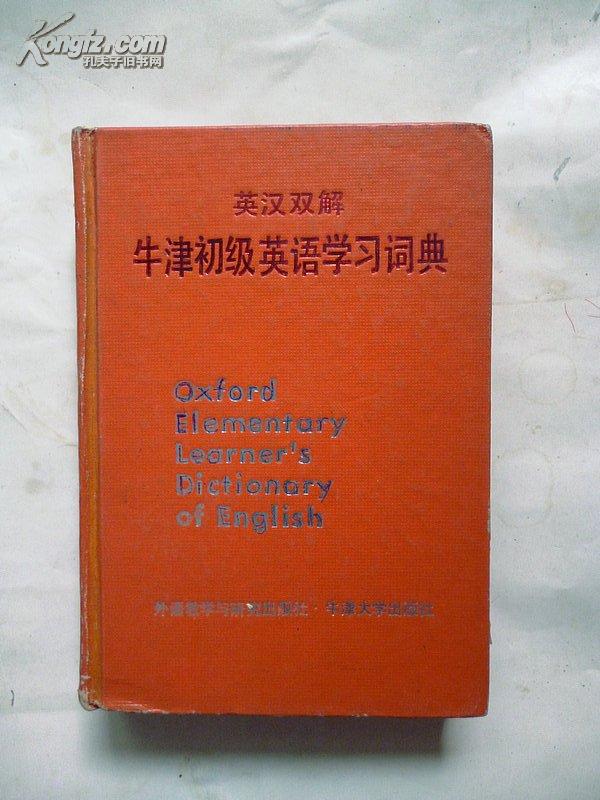 Kongfz.com
孔夫子旧书网
英汉双解
牛津初级英语学习词典
Oxford
Elementary
Learner's
Dictionary
of English
外语教学与研究出版社·牛津大学出版社